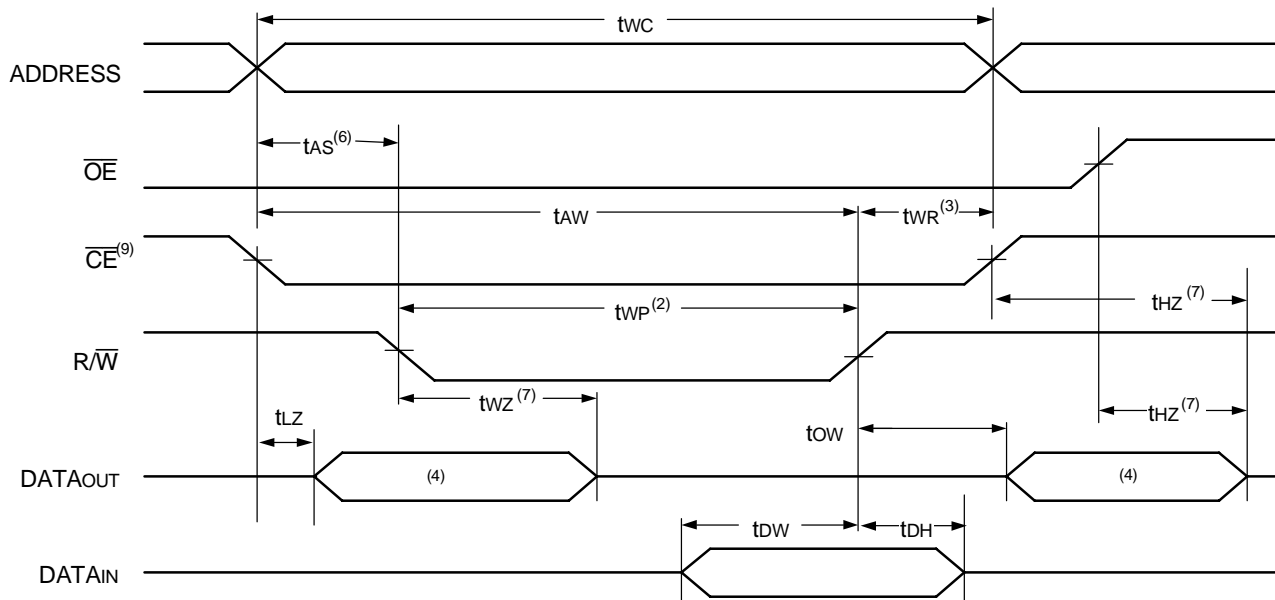 tWC
ADDRESS
tAS(6)
OE
tAW
tWR(3)
CE(9)
tWP(2)
tHZ(7)
R/W
tLZ
tWZ(7)
tOW
tHZ(7)
DATAOUT
(4)
(4)
tDW
tDH
DATAIN